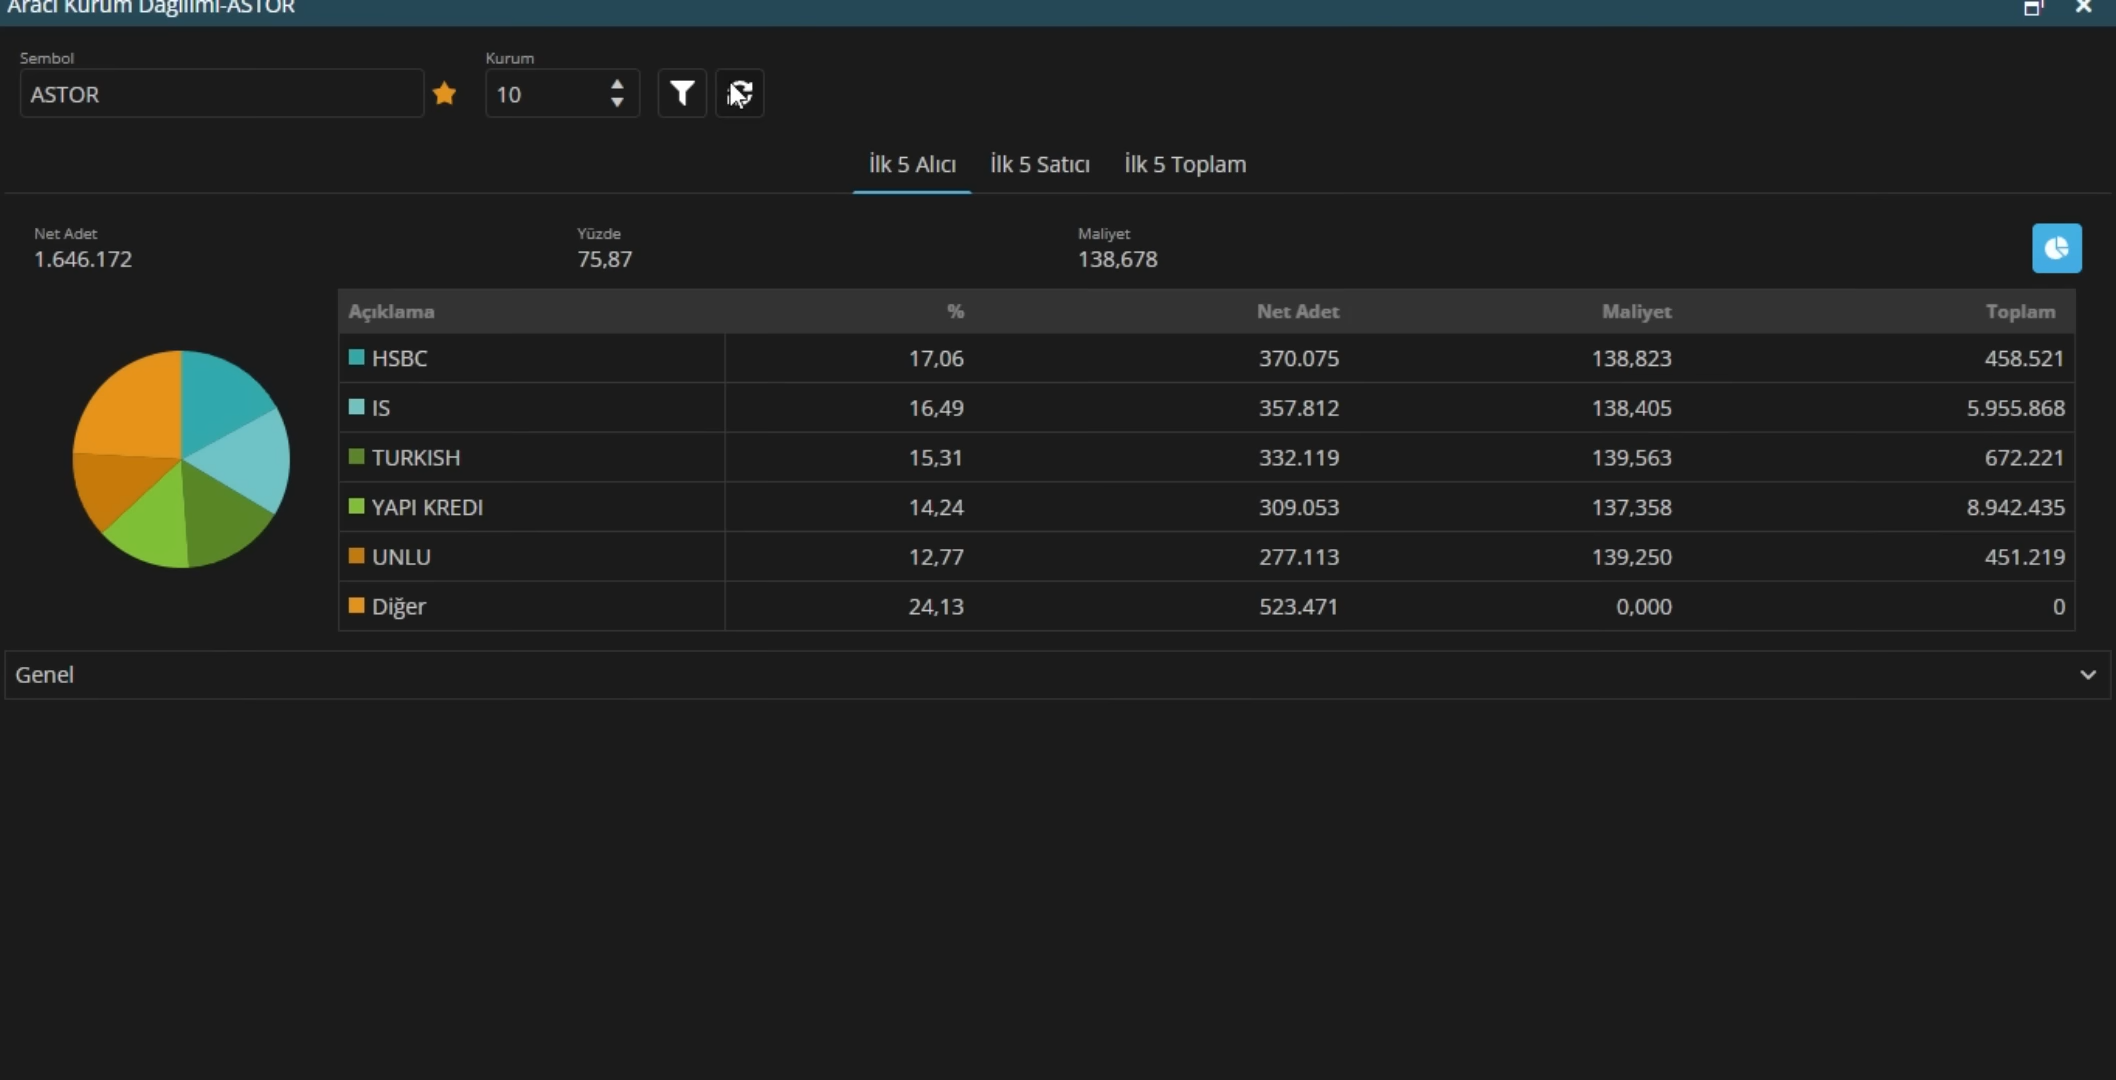 Aracı Kurum Dağılımı-ASTOR
Sembol
Kurum
ASTOR
10
İlk 5 Alıcı İlk 5 Satıcı İlk 5 Toplam
Net Adet
Yüzde
Maliyet
1.646.172
75,87
138,678
Açıklama % Net Adet Maliyet Toplam
HSBC 17,06 370.075 138,823 458.521
IS 16,49 357.812 138,405 5.955.868
TURKISH 15,31 332.119 139,563 672.221
YAPI KREDI 14,24 309.053 137,358 8.942.435
UNLU 12,77 277.113 139,250 451.219
Diğer 24,13 523.471 0,000 0
Genel